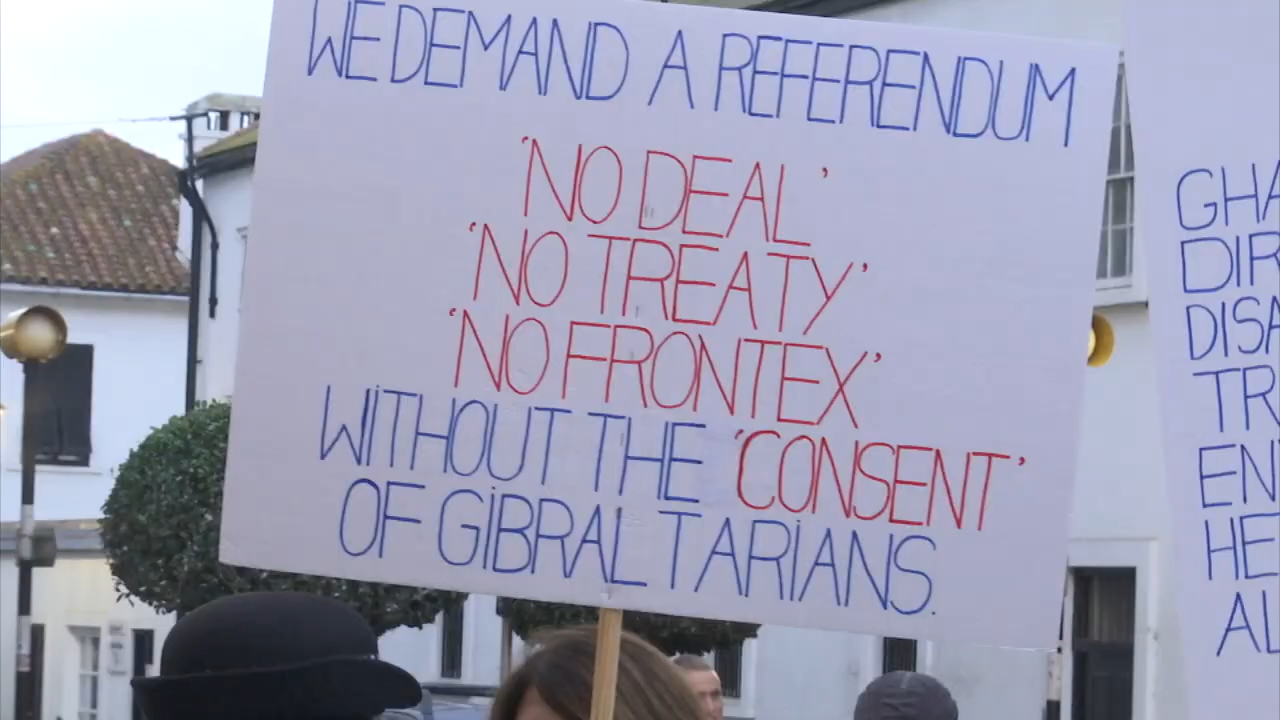 WE DEMAND A REFERENDUM
'NO DEAL'
'NO TREATY'
'NO FRONTEX'
WITHOUT THE 'CONSENT'
OF GIBRALTARIANS.